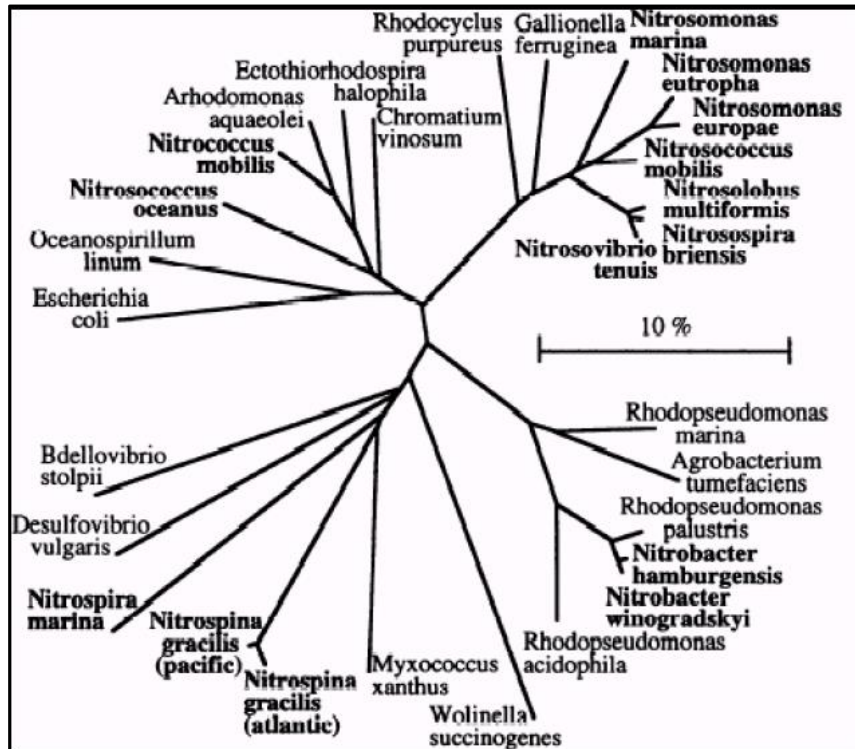 Rhodocyclus
purpureus
Gallionella
ferruginea
Nitrosomonas
marina
Nitrosomonas
eutropha
Nitrosomonas
europae
Nitrosococcus
mobilis
Nitrosolobus
multiformis
Nitrosospira
briensis
Nitrosovibrio
tenuis
Ectothiorhodospira
halophila
Arhodomonas
aquaeolei
Chromatium
vinosum
Nitrococcus
mobilis
Nitrosococcus
oceanus
Oceanospirillum
linum
Escherichia
coli
10 %
Bdellovibrio
stolpii
Desulfovibrio
vulgaris
Nitrospira
marina
Nitrospina
gracilis
(pacific)
Nitrospina
gracilis
(atlantic)
Myxococcus
xanthus
Wolinella
succinogenes
Rhodopseudomonas
marina
Agrobacterium
tumefaciens
Rhodopseudomonas
palustris
Nitrobacter
hamburgensis
Nitrobacter
winogradskyi
Rhodopseudomonas
acidophila